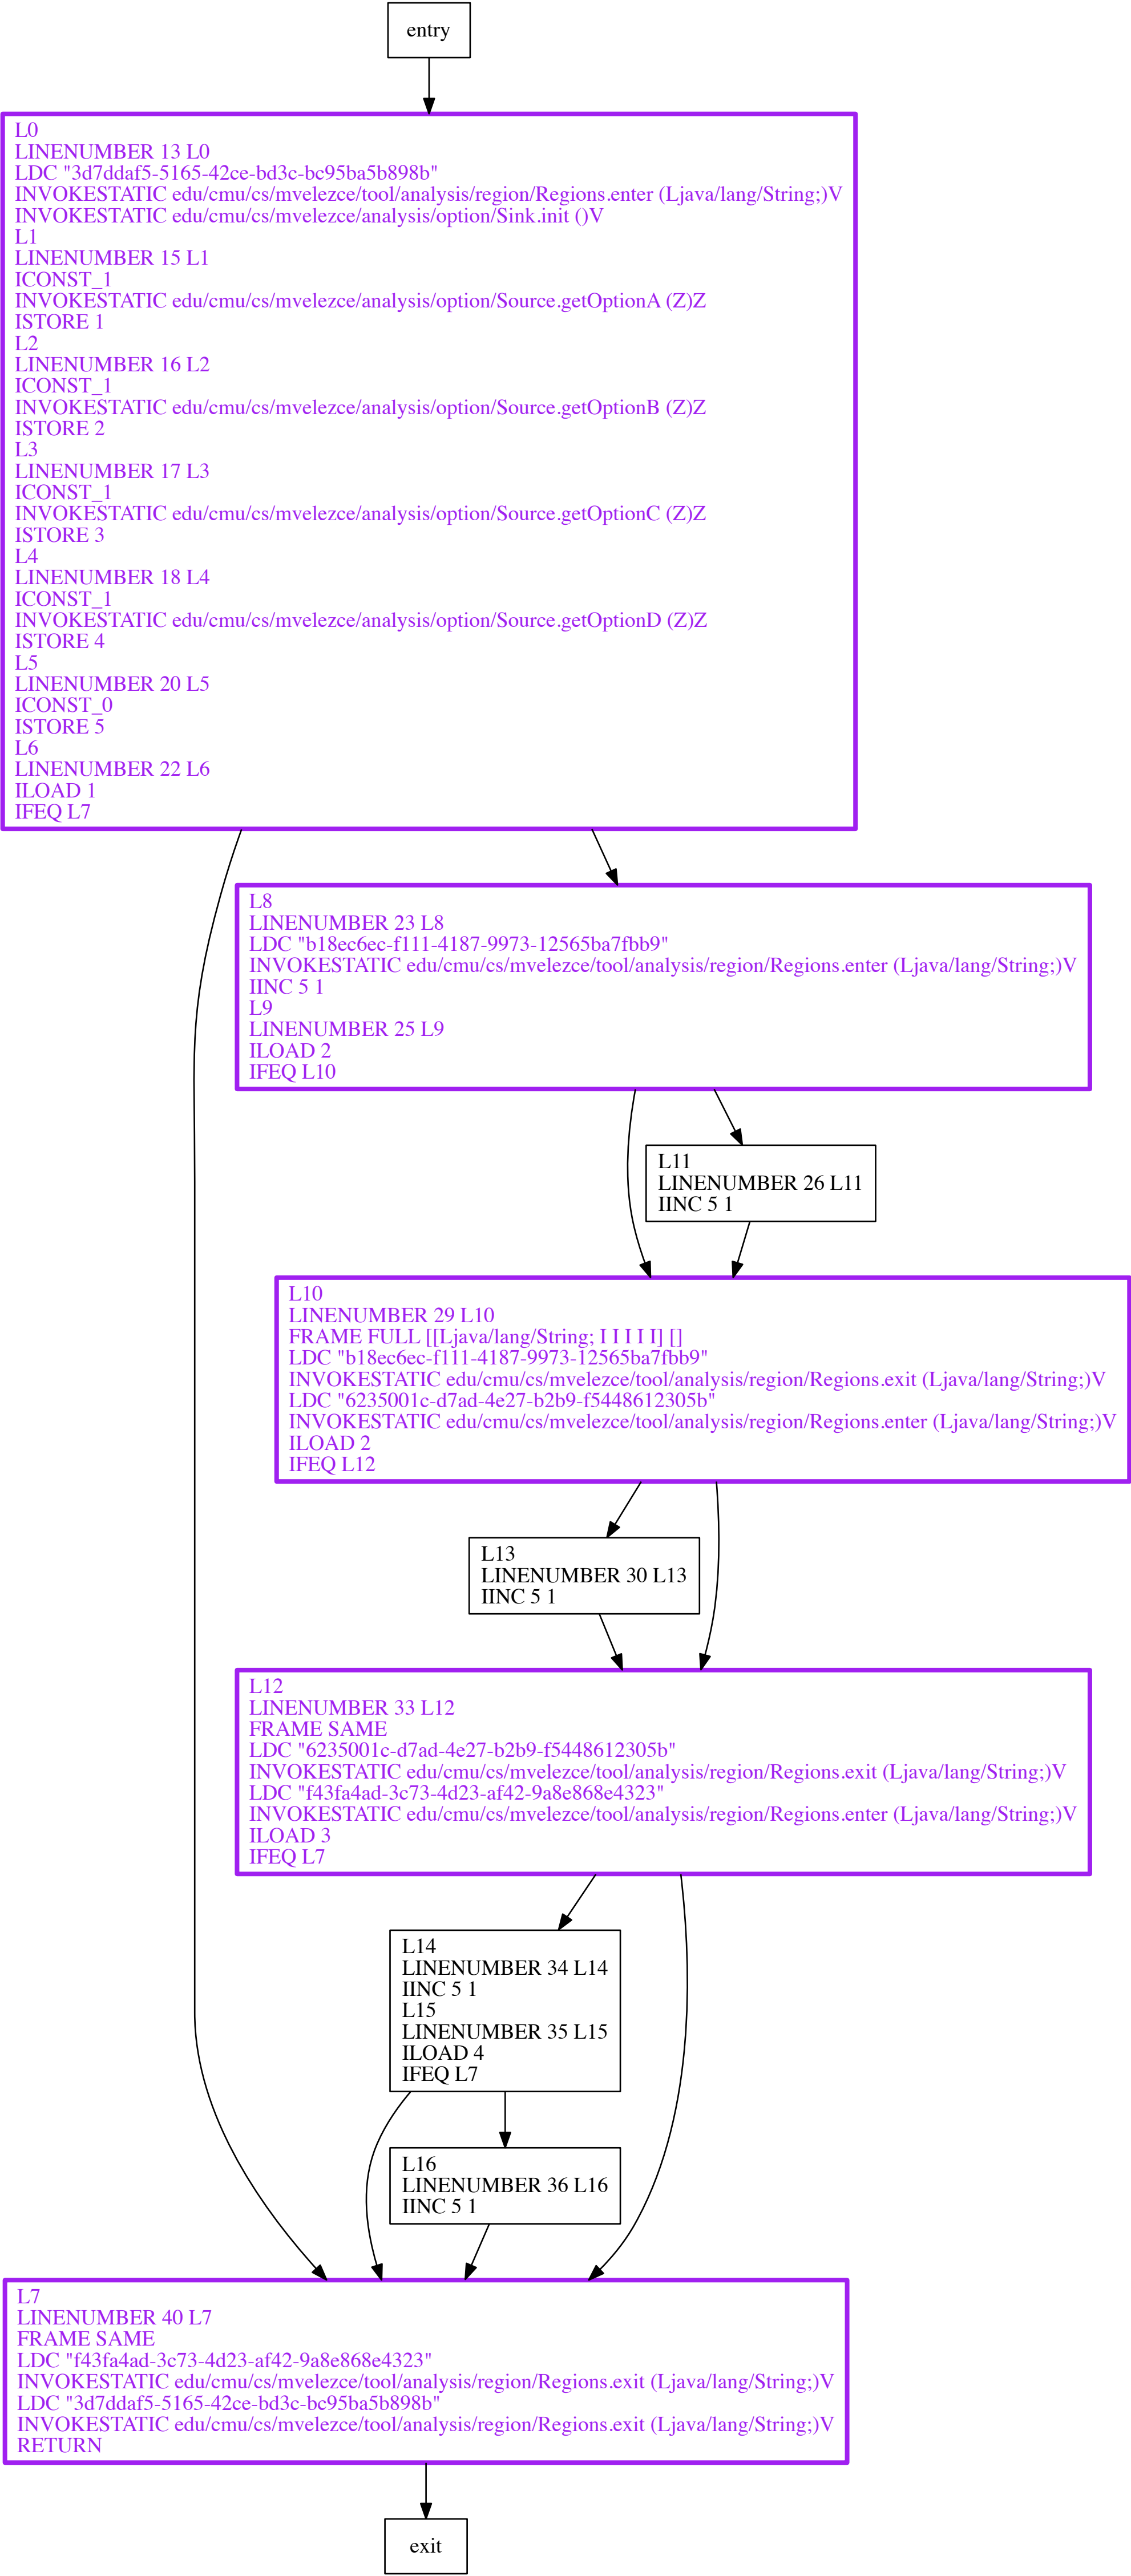 entry
L0
LINENUMBER 13 L0
LDC "3d7ddaf5-5165-42ce-bd3c-bc95ba5b898b"
INVOKESTATIC edu/cmu/cs/mvelezce/tool/analysis/region/Regions.enter (Ljava/lang/String;)V
INVOKESTATIC edu/cmu/cs/mvelezce/analysis/option/Sink.init ()V
L1
LINENUMBER 15 L1
ICONST_1
INVOKESTATIC edu/cmu/cs/mvelezce/analysis/option/Source.getOptionA (Z)Z
ISTORE 1
L2
LINENUMBER 16 L2
ICONST_1
INVOKESTATIC edu/cmu/cs/mvelezce/analysis/option/Source.getOptionB (Z)Z
ISTORE 2
L3
LINENUMBER 17 L3
ICONST_1
INVOKESTATIC edu/cmu/cs/mvelezce/analysis/option/Source.getOptionC (Z)Z
ISTORE 3
L4
LINENUMBER 18 L4
ICONST_1
INVOKESTATIC edu/cmu/cs/mvelezce/analysis/option/Source.getOptionD (Z)Z
ISTORE 4
L5
LINENUMBER 20 L5
ICONST_0
ISTORE 5
L6
LINENUMBER 22 L6
ILOAD 1
IFEQ L7
L8
LINENUMBER 23 L8
LDC "b18ec6ec-f111-4187-9973-12565ba7fbb9"
INVOKESTATIC edu/cmu/cs/mvelezce/tool/analysis/region/Regions.enter (Ljava/lang/String;)V
IINC 5 1
L9
LINENUMBER 25 L9
ILOAD 2
IFEQ L10
L11
LINENUMBER 26 L11
IINC 5 1
L10
LINENUMBER 29 L10
FRAME FULL [[Ljava/lang/String; I I I I I] []
LDC "b18ec6ec-f111-4187-9973-12565ba7fbb9"
INVOKESTATIC edu/cmu/cs/mvelezce/tool/analysis/region/Regions.exit (Ljava/lang/String;)V
LDC "6235001c-d7ad-4e27-b2b9-f5448612305b"
INVOKESTATIC edu/cmu/cs/mvelezce/tool/analysis/region/Regions.enter (Ljava/lang/String;)V
ILOAD 2
IFEQ L12
L13
LINENUMBER 30 L13
IINC 5 1
L12
LINENUMBER 33 L12
FRAME SAME
LDC "6235001c-d7ad-4e27-b2b9-f5448612305b"
INVOKESTATIC edu/cmu/cs/mvelezce/tool/analysis/region/Regions.exit (Ljava/lang/String;)V
LDC "f43fa4ad-3c73-4d23-af42-9a8e868e4323"
INVOKESTATIC edu/cmu/cs/mvelezce/tool/analysis/region/Regions.enter (Ljava/lang/String;)V
ILOAD 3
IFEQ L7
L14
LINENUMBER 34 L14
IINC 5 1
L15
LINENUMBER 35 L15
ILOAD 4
IFEQ L7
L16
LINENUMBER 36 L16
IINC 5 1
L7
LINENUMBER 40 L7
FRAME SAME
LDC "f43fa4ad-3c73-4d23-af42-9a8e868e4323"
INVOKESTATIC edu/cmu/cs/mvelezce/tool/analysis/region/Regions.exit (Ljava/lang/String;)V
LDC "3d7ddaf5-5165-42ce-bd3c-bc95ba5b898b"
INVOKESTATIC edu/cmu/cs/mvelezce/tool/analysis/region/Regions.exit (Ljava/lang/String;)V
RETURN
exit